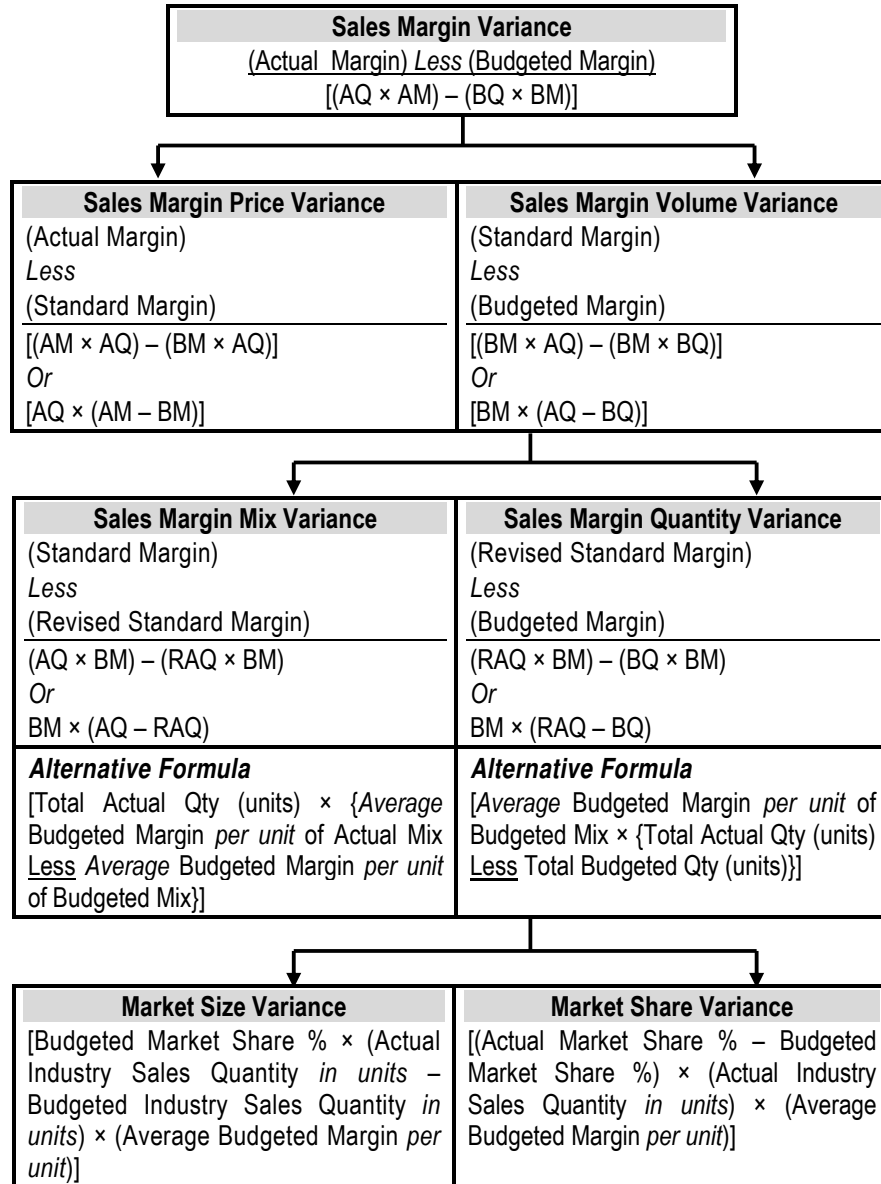 Sales Margin Variance
(Actual Margin) Less (Budgeted Margin)
[(AQ × AM) – (BQ × BM)]
Sales Margin Price Variance
(Actual Margin)
Less
(Standard Margin)
[(AM × AQ) – (BM × AQ)]
Or
[AQ × (AM – BM)]
Sales Margin Volume Variance
(Standard Margin)
Less
(Budgeted Margin)
[(BM × AQ) – (BM × BQ)]
Or
[BM × (AQ – BQ)]
Sales Margin Mix Variance
(Standard Margin)
Less
(Revised Standard Margin)
(AQ × BM) – (RAQ × BM)
Or
BM × (AQ – RAQ)
Alternative Formula
[Total Actual Qty (units) × {Average
Budgeted Margin per unit of Actual Mix
Less Average Budgeted Margin per unit
of Budgeted Mix}]
Sales Margin Quantity Variance
(Revised Standard Margin)
Less
(Budgeted Margin)
(RAQ × BM) – (BQ × BM)
Or
BM × (RAQ – BQ)
Alternative Formula
[Average Budgeted Margin per unit of
Budgeted Mix × {Total Actual Qty (units)
Less Total Budgeted Qty (units)}]
Market Size Variance
[Budgeted Market Share % × (Actual
Industry Sales Quantity in units –
Budgeted Industry Sales Quantity in
units) × (Average Budgeted Margin per
unit)]
Market Share Variance
[(Actual Market Share % – Budgeted
Market Share %) × (Actual Industry
Sales Quantity in units) × (Average
Budgeted Margin per unit)]